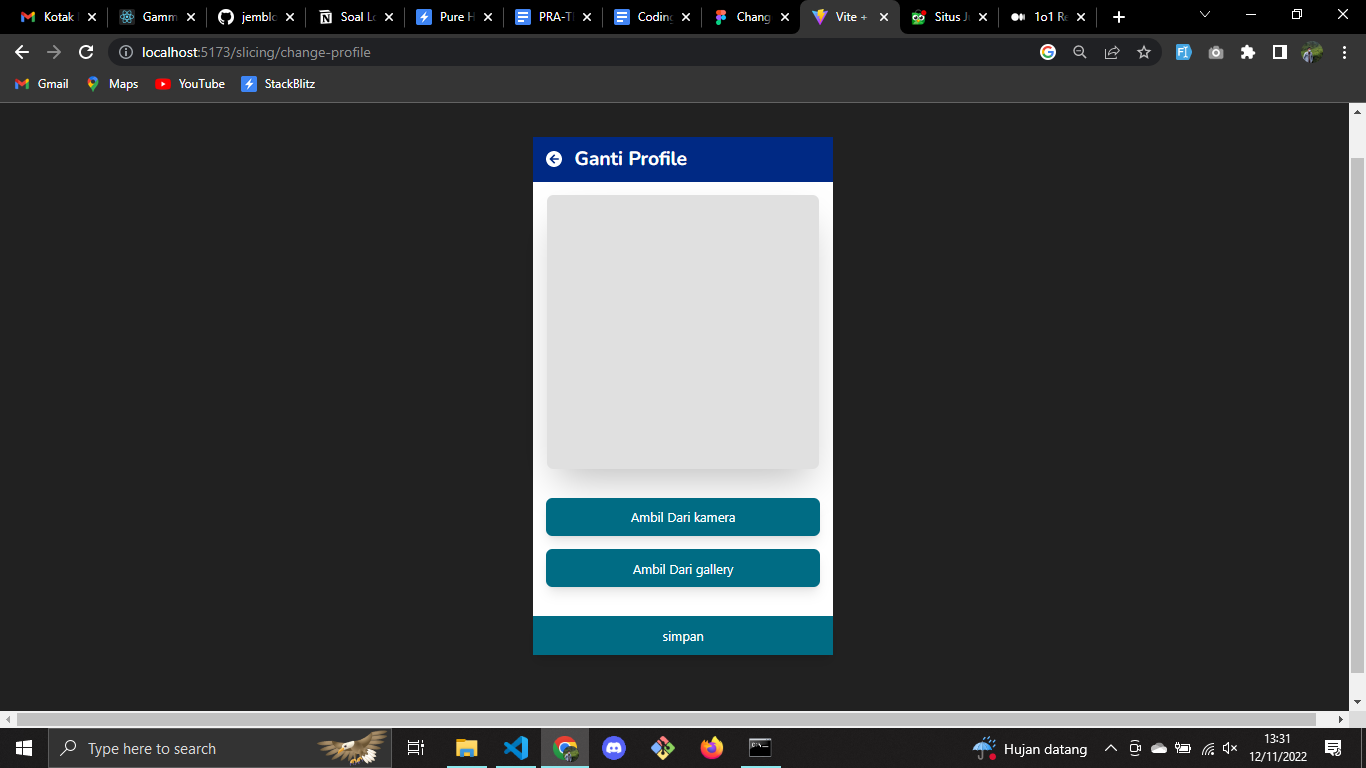 Kotak
Gamm
jemblo
Soal Lo
Pure H
PRA-T
Coding
Chang
Vite +
Situs J
1o1 Re
localhost:5173/slicing/change-profile
Gmail
Maps
YouTube
StackBlitz
Ganti Profile
Ambil Dari kamera
Ambil Dari gallery
simpan
Type here to search
Hujan datang
13:31
12/11/2022